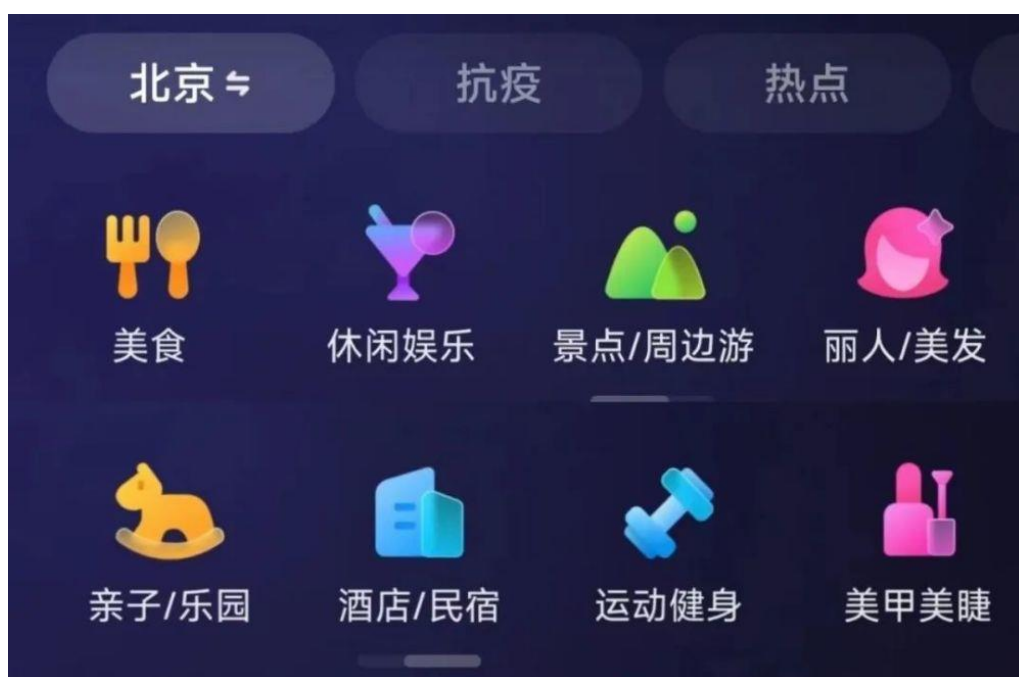 北京⇋ 抗疫 热点
美食 休闲娱乐 景点/周边游 丽人/美发
亲子/乐园 酒店/民宿 运动健身 美甲美睫